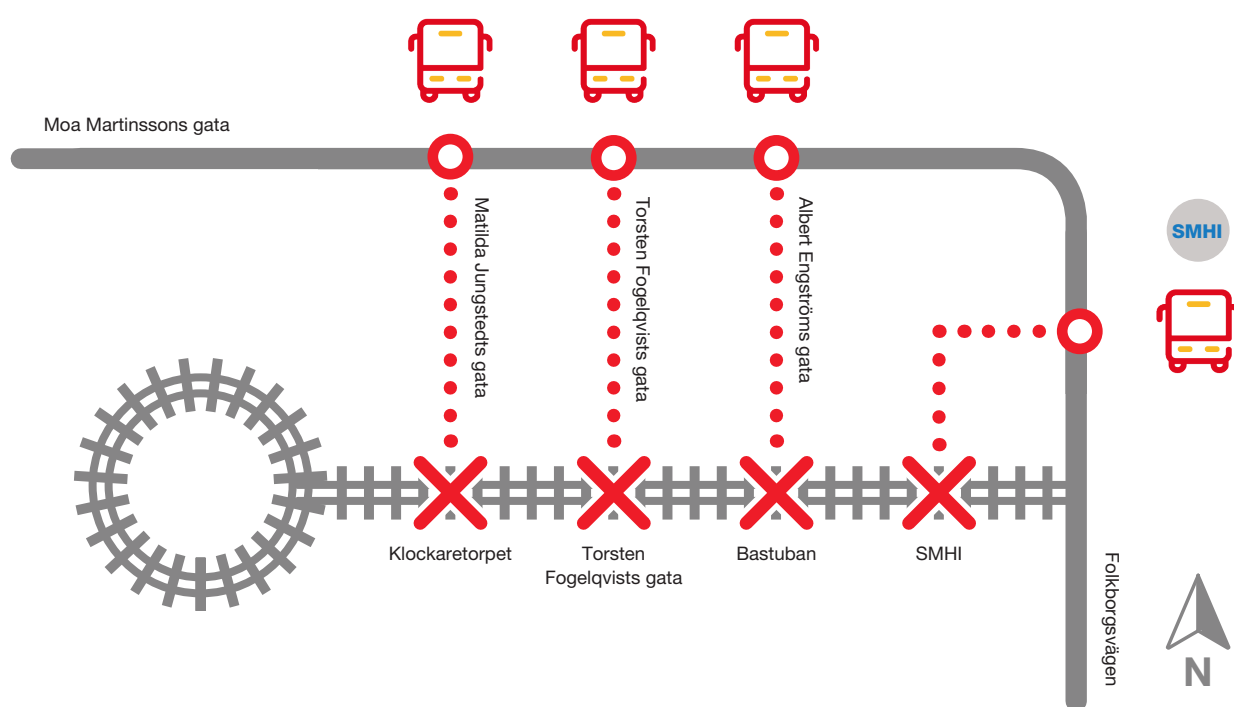 Moa Martinssons gata
Matilda Jungstedts gata
Torsten Fogelqvists gata
Albert Engströms gata
SMHI
Klockaretorpet
Torsten
Fogelqvists gata
Bastuban
SMHI
Folkborgsvägen
N